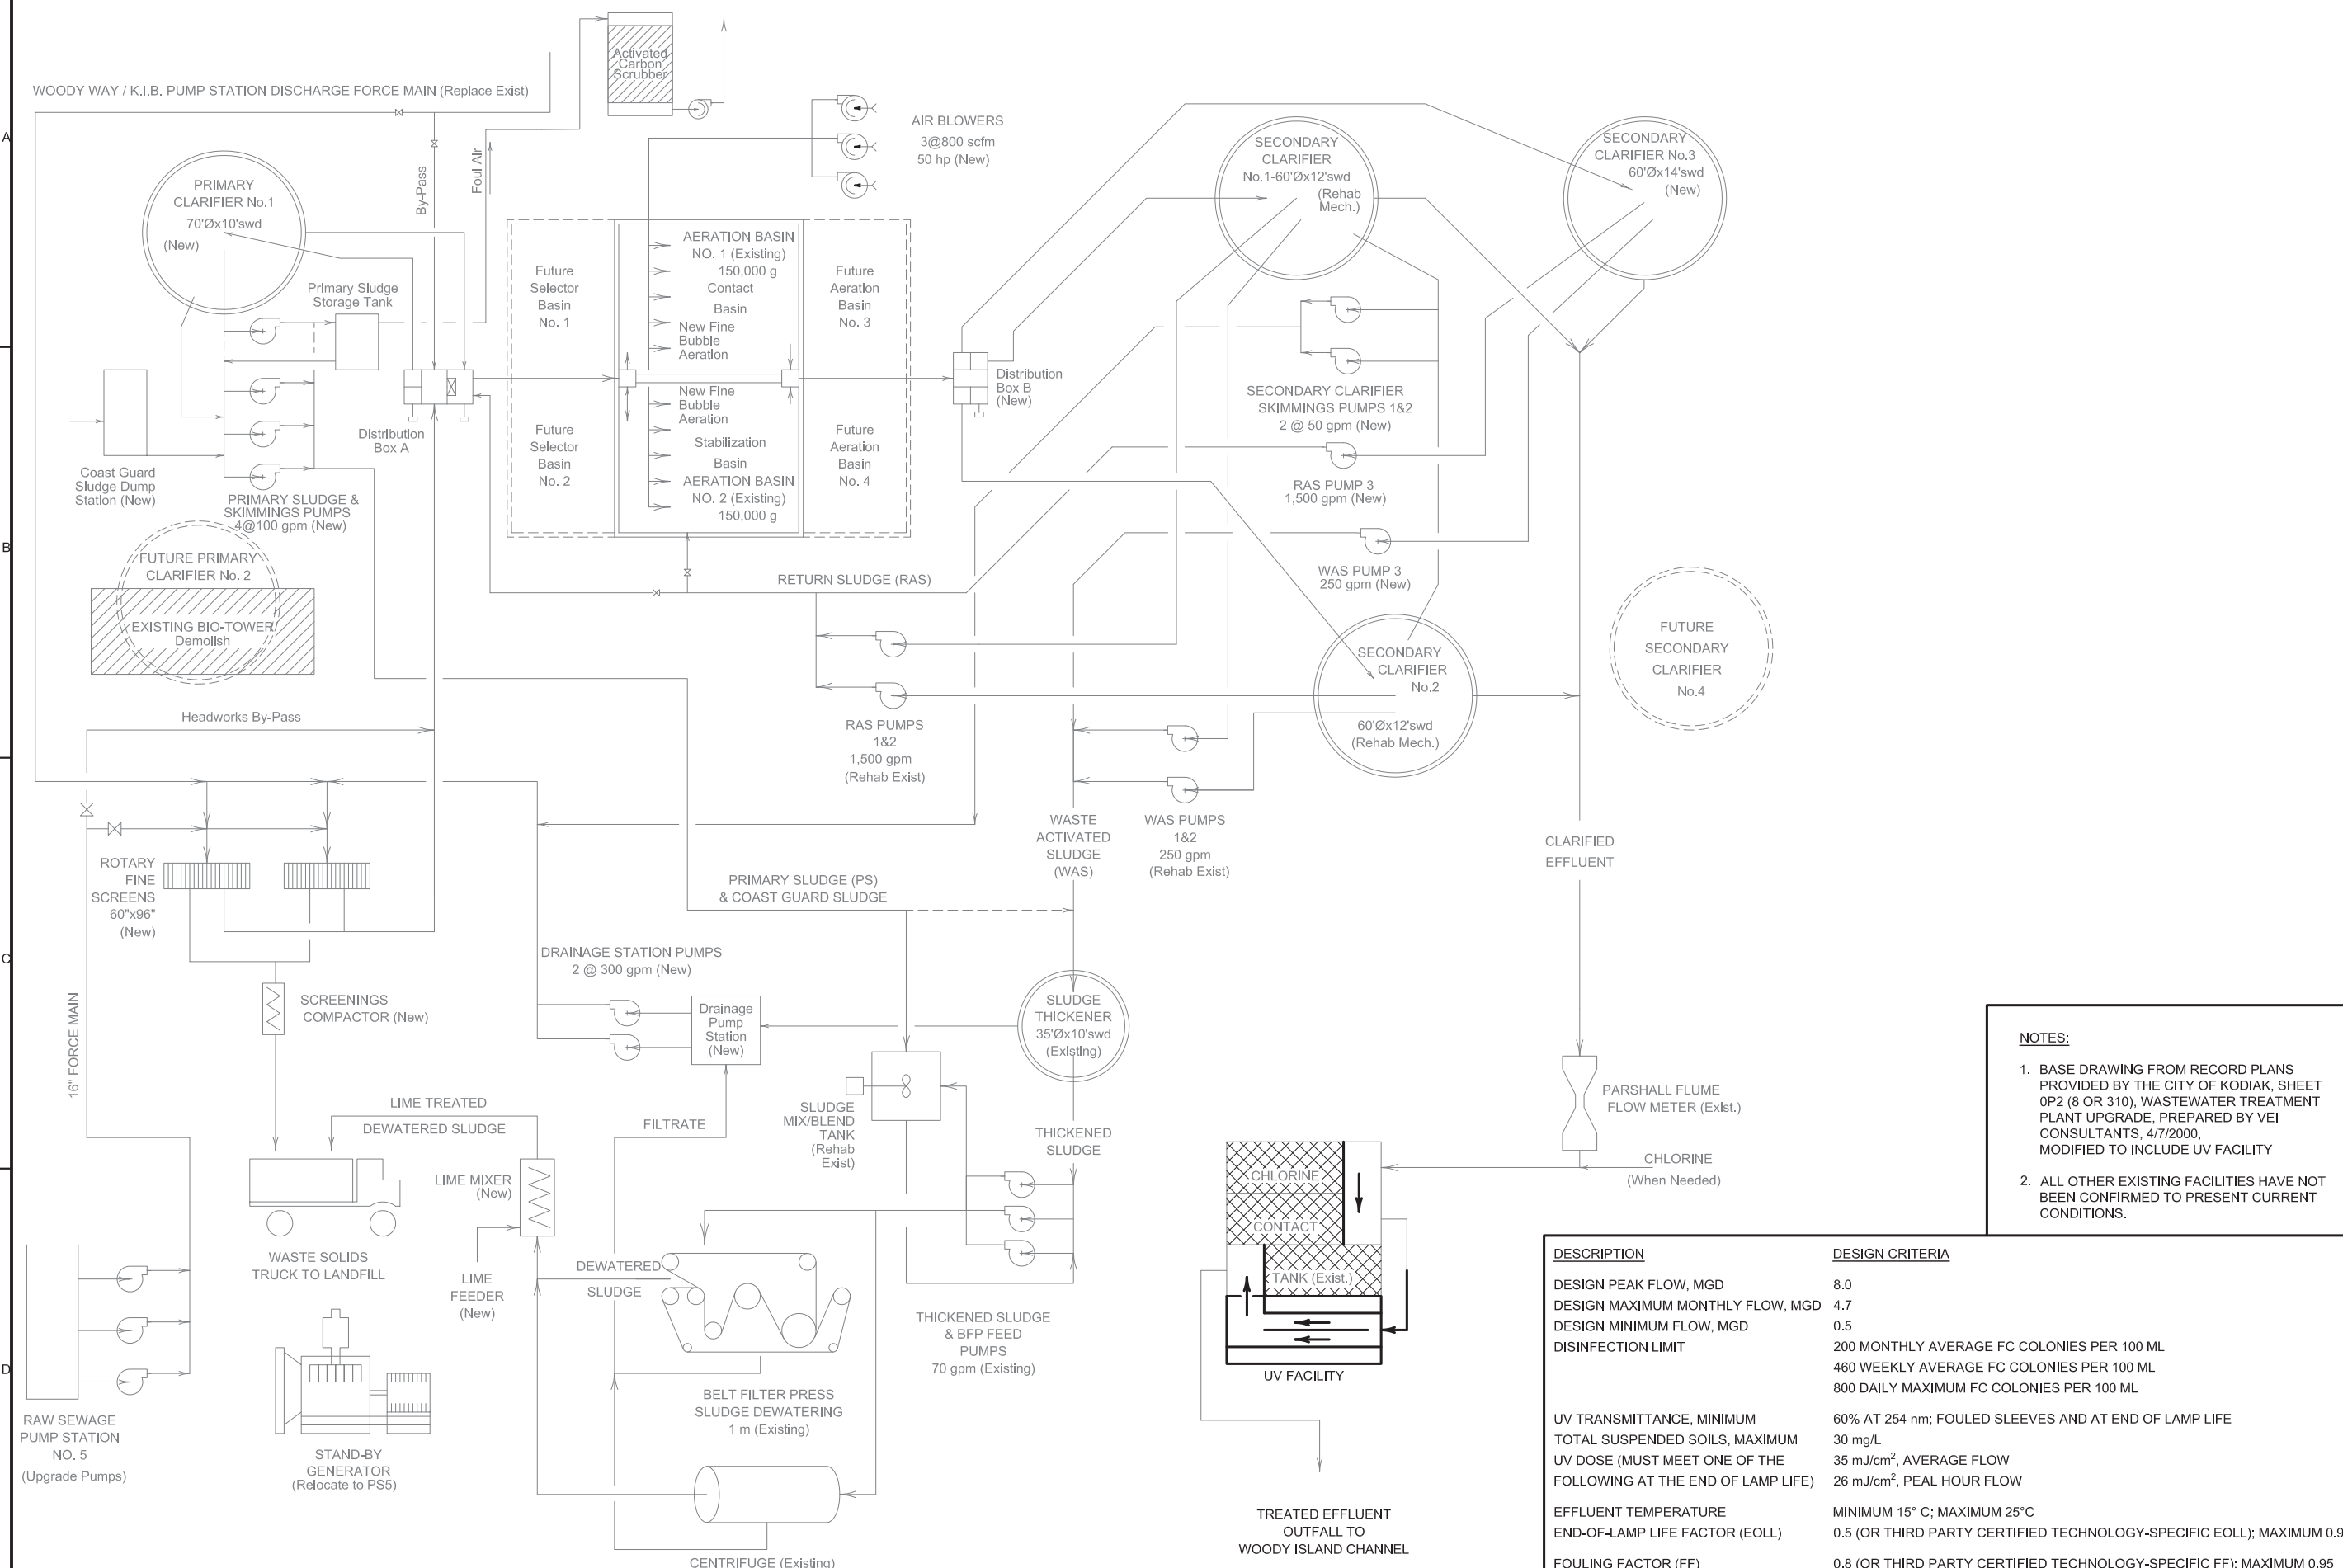 WOODY WAY / K.I.B. PUMP STATION DISCHARGE FORCE MAIN (Replace Exist)
Activated
Carbon
Scrubber
AIR BLOWERS
3@800 scfm
50 hp (New)
By-Pass
Foul Air
A
PRIMARY
CLARIFIER No.1
70'Øx10'swd
(New)
Primary Sludge
Storage Tank
SECONDARY
CLARIFIER
No.1-60'Øx12'swd
(Rehab
Mech.)
SECONDARY
CLARIFIER No.3
60'Øx14'swd
(New)
Future
Selector
Basin
No. 1
AERATION BASIN
NO. 1 (Existing)
150,000 g
Contact
Basin
New Fine
Bubble
Aeration
Future
Aeration
Basin
No. 3
Future
Selector
Basin
No. 2
New Fine
Bubble
Aeration
Stabilization
Basin
AERATION BASIN
NO. 2 (Existing)
150,000 g
Future
Aeration
Basin
No. 4
Distribution
Box A
Distribution
Box B
(New)
Coast Guard
Sludge Dump
Station (New)
PRIMARY SLUDGE &
SKIMMINGS PUMPS
4@100 gpm (New)
SECONDARY CLARIFIER
SKIMMINGS PUMPS 1&2
2 @ 50 gpm (New)
RAS PUMP 3
1,500 gpm (New)
WAS PUMP 3
250 gpm (New)
B
FUTURE PRIMARY
CLARIFIER No. 2
EXISTING BIO-TOWER
Demolish
RETURN SLUDGE (RAS)
SECONDARY
CLARIFIER
No.2
60'Øx12'swd
(Rehab Mech.)
FUTURE
SECONDARY
CLARIFIER
No.4
Headworks By-Pass
RAS PUMPS
1&2
1,500 gpm
(Rehab Exist)
WASTE
ACTIVATED
SLUDGE
(WAS)
WAS PUMPS
1&2
250 gpm
(Rehab Exist)
CLARIFIED
EFFLUENT
ROTARY
FINE
SCREENS
60"x96"
(New)
PRIMARY SLUDGE (PS)
& COAST GUARD SLUDGE
C
DRAINAGE STATION PUMPS
2 @ 300 gpm (New)
SCREENINGS
COMPACTOR (New)
Drainage
Pump
Station
(New)
SLUDGE
THICKENER
35'Øx10'swd
(Existing)
16" FORCE MAIN
LIME TREATED
DEWATERED SLUDGE
FILTRATE
SLUDGE
MIX/BLEND
TANK
(Rehab
Exist)
THICKENED
SLUDGE
PARSHALL FLUME
FLOW METER (Exist.)
CHLORINE
(When Needed)
LIME MIXER
(New)
WASTE SOLIDS
TRUCK TO LANDFILL
LIME
FEEDER
(New)
DEWATERED
SLUDGE
THICKENED SLUDGE
& BFP FEED
PUMPS
70 gpm (Existing)
CHLORINE
CONTACT
TANK (Exist.)
UV FACILITY
D
RAW SEWAGE
PUMP STATION
NO. 5
(Upgrade Pumps)
STAND-BY
GENERATOR
(Relocate to PS5)
BELT FILTER PRESS
SLUDGE DEWATERING
1 m (Existing)
CENTRIFUGE (Existing)
TREATED EFFLUENT
OUTFALL TO
WOODY ISLAND CHANNEL
NOTES:
1. BASE DRAWING FROM RECORD PLANS
PROVIDED BY THE CITY OF KODIAK, SHEET
0P2 (8 OR 310), WASTEWATER TREATMENT
PLANT UPGRADE, PREPARED BY VEI
CONSULTANTS, 4/7/2000,
MODIFIED TO INCLUDE UV FACILITY
2. ALL OTHER EXISTING FACILITIES HAVE NOT
BEEN CONFIRMED TO PRESENT CURRENT
CONDITIONS.
DESCRIPTION DESIGN CRITERIA
DESIGN PEAK FLOW, MGD 8.0
DESIGN MAXIMUM MONTHLY FLOW, MGD 4.7
DESIGN MINIMUM FLOW, MGD 0.5
DISINFECTION LIMIT 200 MONTHLY AVERAGE FC COLONIES PER 100 ML
460 WEEKLY AVERAGE FC COLONIES PER 100 ML
800 DAILY MAXIMUM FC COLONIES PER 100 ML
UV TRANSMITTANCE, MINIMUM 60% AT 254 nm; FOULED SLEEVES AND AT END OF LAMP LIFE
TOTAL SUSPENDED SOILS, MAXIMUM 30 mg/L
UV DOSE (MUST MEET ONE OF THE 35 mJ/cm², AVERAGE FLOW
FOLLOWING AT THE END OF LAMP LIFE) 26 mJ/cm², PEAL HOUR FLOW
EFFLUENT TEMPERATURE MINIMUM 15° C; MAXIMUM 25°C
END-OF-LAMP LIFE FACTOR (EOLL) 0.5 (OR THIRD PARTY CERTIFIED TECHNOLOGY-SPECIFIC EOLL); MAXIMUM 0.9
FOULING FACTOR (FF) 0.8 (OR THIRD PARTY CERTIFIED TECHNOLOGY-SPECIFIC FF); MAXIMUM 0.95